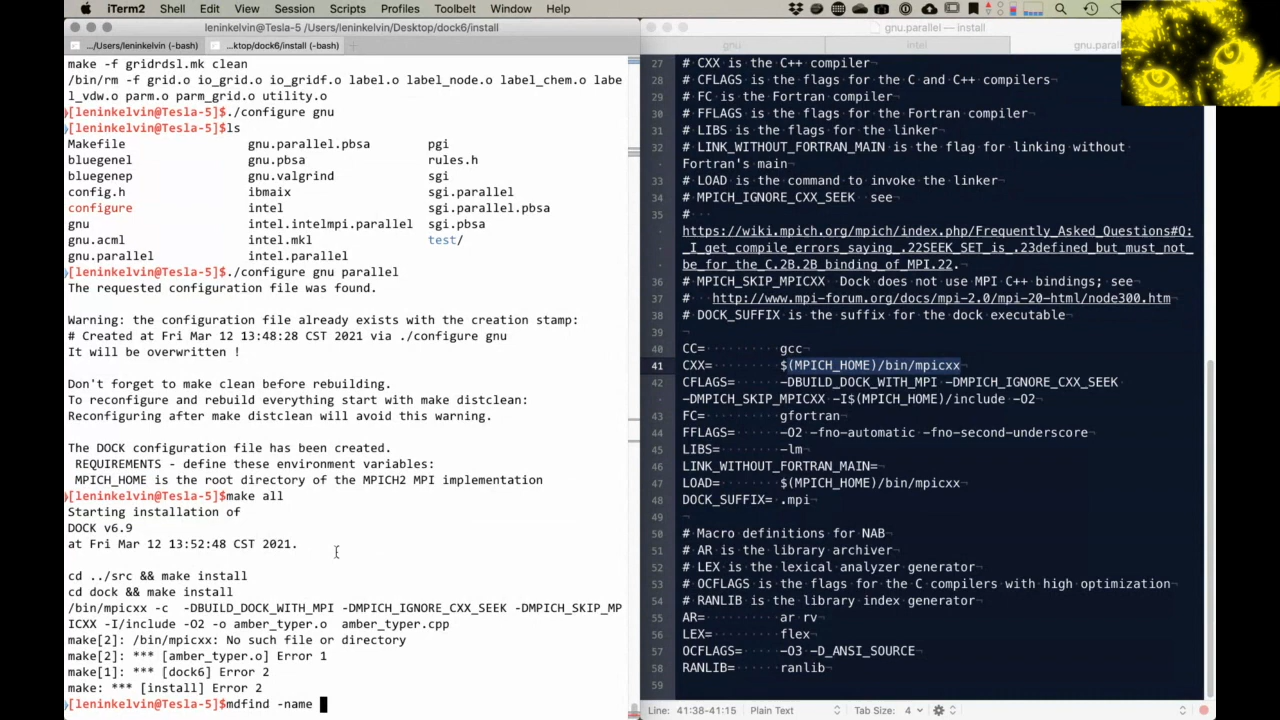 iTerm2 Shell Edit View Session Scripts Profiles Toolbelt Window Help
leninkelvin@Tesla-5 /Users/leninkelvin/Desktop/dock6/install (-bash)
../Users/leninkelvin (-bash) ...ktop/dock6/install (-bash)
make -f gridrdsl.mk clean
/bin/rm -f grid.o io_grid.o io_gridf.o label.o label_node.o label_chem.o labe
l_vdw.o parm.o parm_grid.o utility.o
[leninkelvin@Tesla-5]$./configure gnu
[leninkelvin@Tesla-5]$ls
Makefile gnu.parallel.pbsa pgi
bluegenel gnu.pbsa rules.h
bluegenep gnu.valgrind sgi
config.h ibmaix sgi.parallel
configure intel sgi.parallel.pbsa
gnu intel.intelmpi.parallel sgi.pbsa
gnu.acml intel.mkl test/
gnu.parallel intel.parallel
[leninkelvin@Tesla-5]$./configure gnu parallel
The requested configuration file was found.
Warning: the configuration file already exists with the creation stamp:
# Created at Fri Mar 12 13:48:28 CST 2021 via ./configure gnu
It will be overwritten !
Don't forget to make clean before rebuilding.
To reconfigure and rebuild everything start with make distclean:
Reconfiguring after make distclean will avoid this warning.
The DOCK configuration file has been created.
REQUIREMENTS - define these environment variables:
MPICH_HOME is the root directory of the MPICH2 MPI implementation
[leninkelvin@Tesla-5]$make all
Starting installation of
DOCK v6.9
at Fri Mar 12 13:52:48 CST 2021.
cd ../src && make install
cd dock && make install
/bin/mpicxx -c -DBUILD_DOCK_WITH_MPI -DMPICH_IGNORE_CXX_SEEK -DMPICH_SKIP_MP
ICXX -I/include -O2 -o amber_typer.o amber_typer.cpp
make[2]: /bin/mpicxx: No such file or directory
make[2]: *** [amber_typer.o] Error 1
make[1]: *** [dock6] Error 2
make: *** [install] Error 2
[leninkelvin@Tesla-5]$mdfind -name
gnu.parallel — install
gnu intel gnu.paral
27 # CXX is the C++ compiler
28 # CFLAGS is the flags for the C and C++ compilers
29 # FC is the Fortran compiler
30 # FFLAGS is the flags for the Fortran compiler
31 # LIBS is the flags for the linker
32 # LINK_WITHOUT_FORTRAN_MAIN is the flag for linking without
Fortran's main
33 # LOAD is the command to invoke the linker
34 # MPICH_IGNORE_CXX_SEEK see
35 #
https://wiki.mpich.org/mpich/index.php/Frequently_Asked_Questions#Q:
_I_get_compile_errors_saying_.22SEEK_SET_is_.23defined_but_must_not_
be_for_the_C.2B.2B_binding_of_MPI.22.
36 # MPICH_SKIP_MPICXX Dock does not use MPI C++ bindings; see
37 # http://www.mpi-forum.org/docs/mpi-2.0/mpi-20-html/node300.htm
38 # DOCK_SUFFIX is the suffix for the dock executable
39
40 CC= gcc
41 CXX= $(MPICH_HOME)/bin/mpicxx
42 CFLAGS= -DBUILD_DOCK_WITH_MPI -DMPICH_IGNORE_CXX_SEEK
-DMPICH_SKIP_MPICXX -I$(MPICH_HOME)/include -O2
43 FC= gfortran
44 FFLAGS= -O2 -fno-automatic -fno-second-underscore
45 LIBS= -lm
46 LINK_WITHOUT_FORTRAN_MAIN=
47 LOAD= $(MPICH_HOME)/bin/mpicxx
48 DOCK_SUFFIX= .mpi
49
50 # Macro definitions for NAB
51 # AR is the library archiver
52 # LEX is the lexical analyzer generator
53 # OCFLAGS is the flags for the C compilers with high optimization
54 # RANLIB is the library index generator
55 AR= ar rv
56 LEX= flex
57 OCFLAGS= -O3 -D_ANSI_SOURCE
58 RANLIB= ranlib
59
Line: 41:38-41:15 Plain Text Tab Size: 4